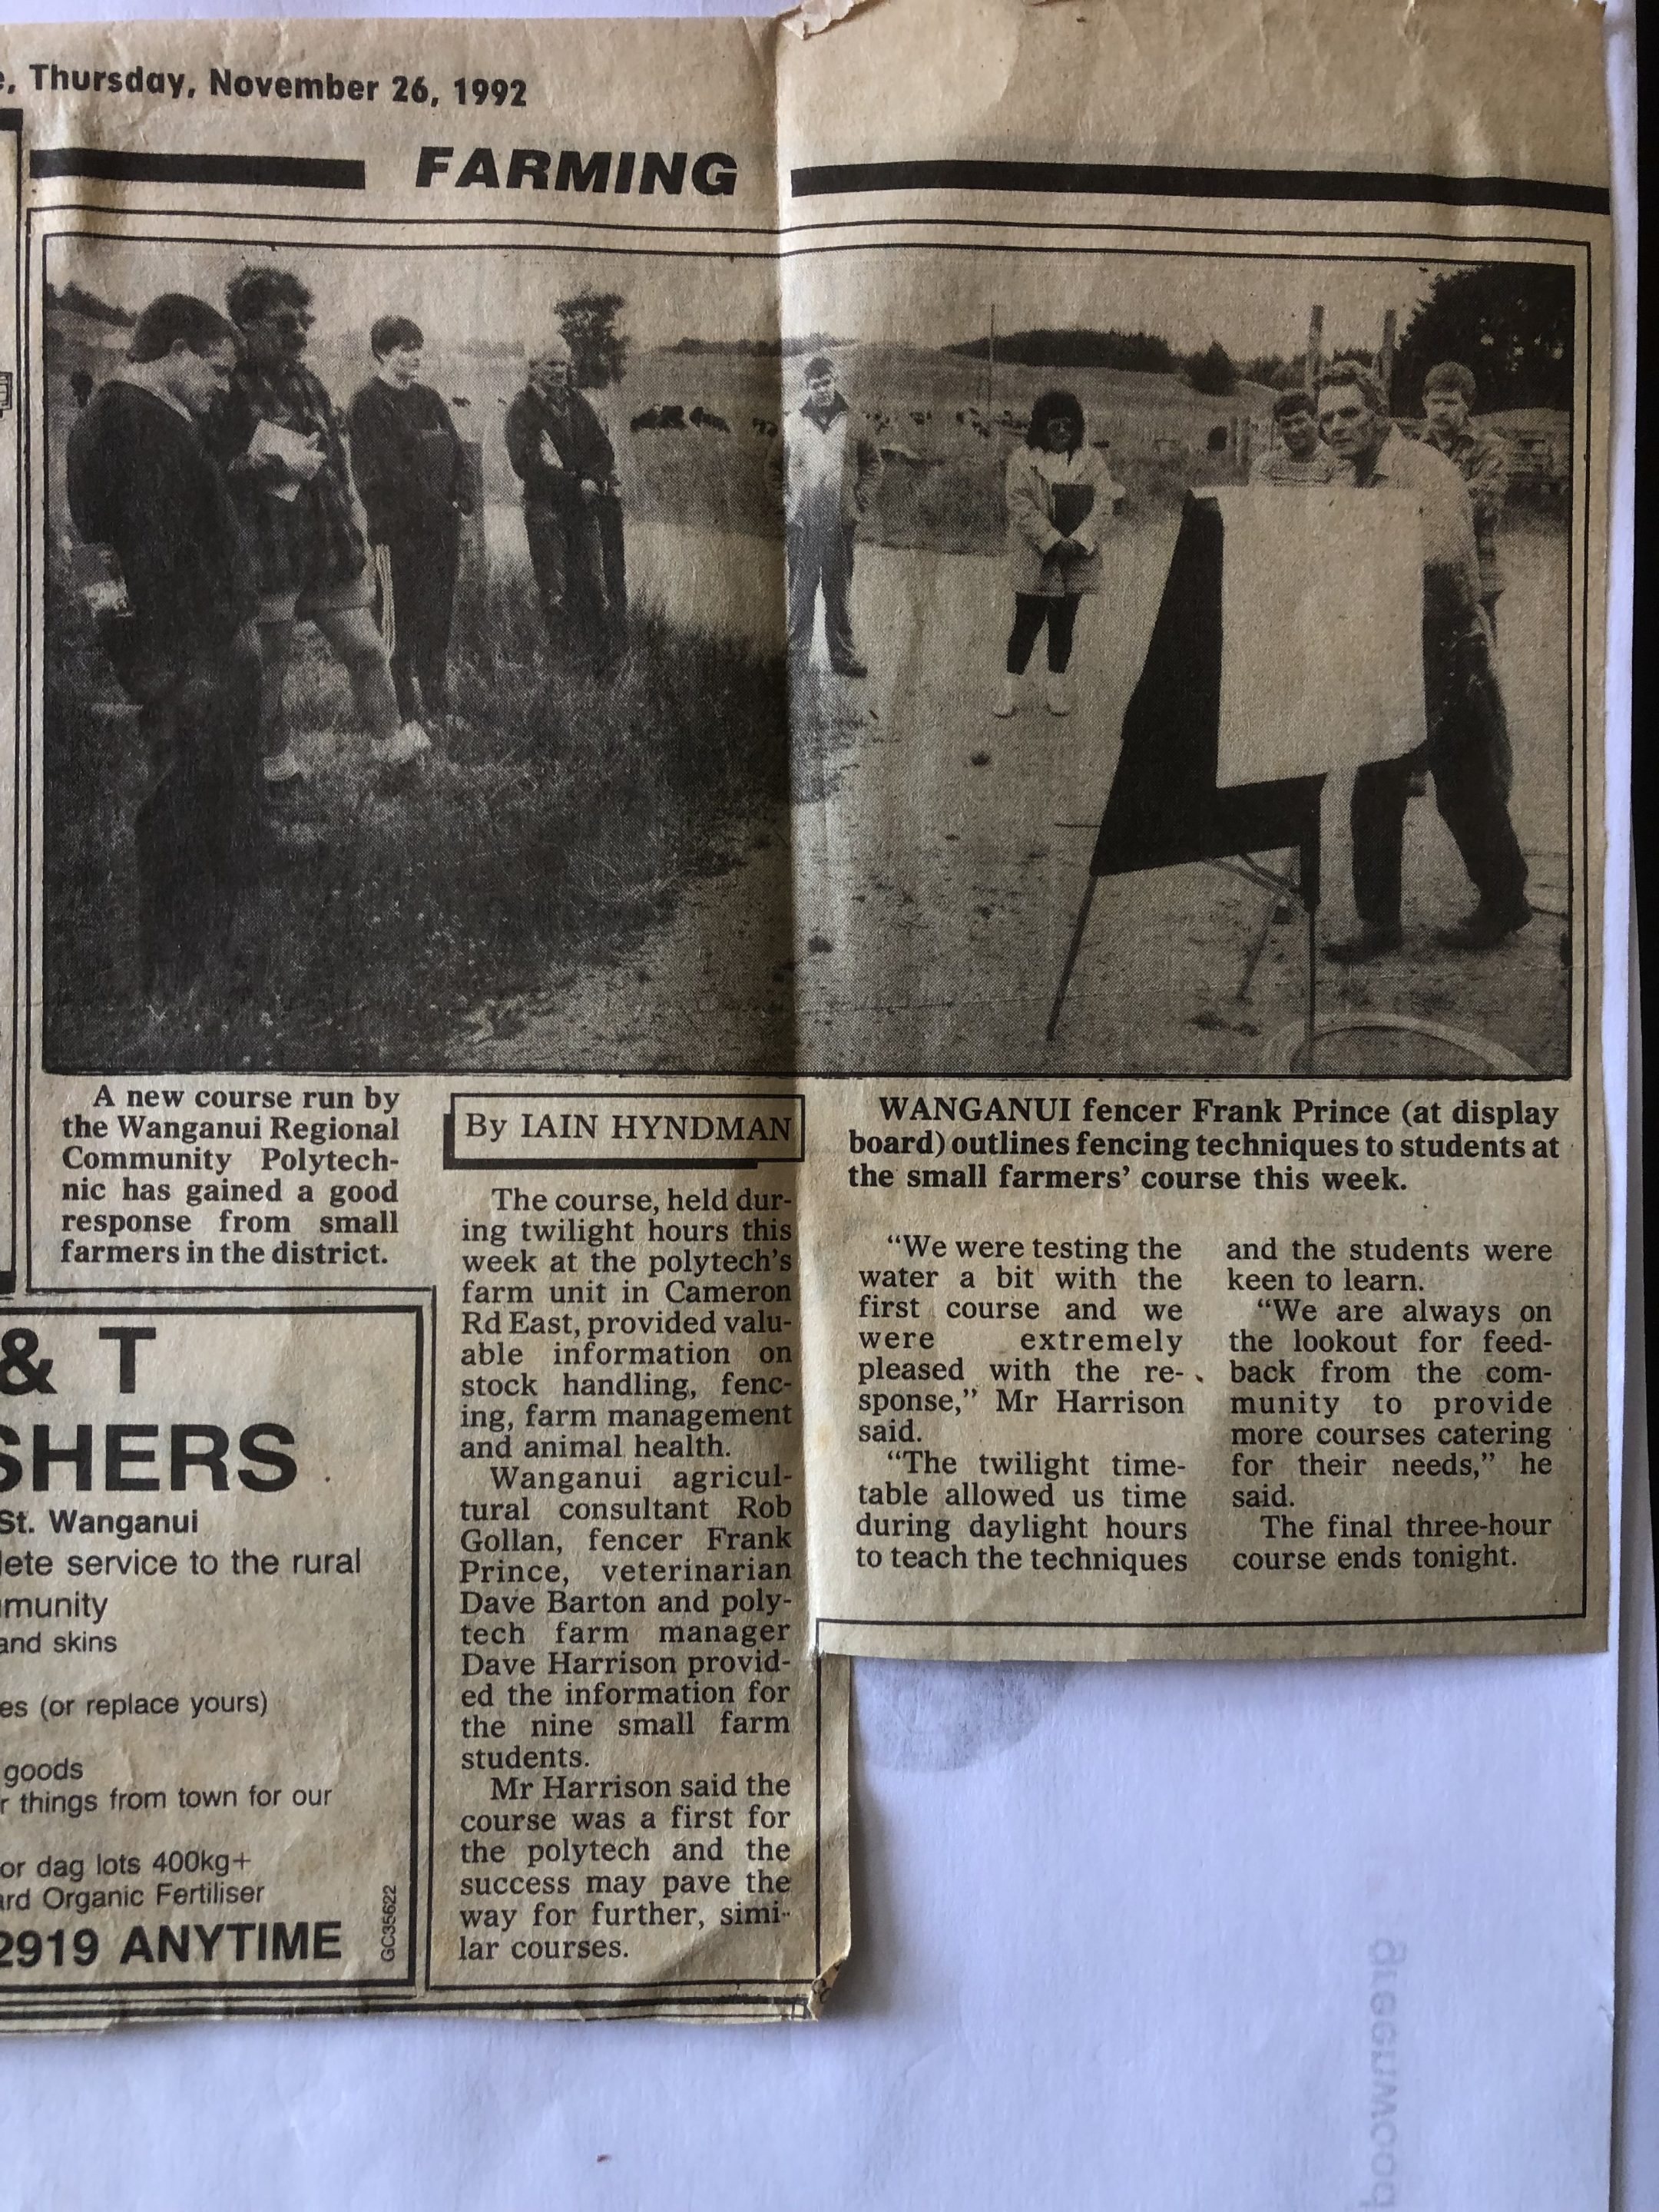 Thursday, November 26, 1992
FARMING
A new course run by
the Wanganui Regional
Community Polytech-
nic has gained a good
response from small
farmers in the district.
By IAIN HYNDMAN
The course, held dur-
ing twilight hours this
week at the polytech's
farm unit in Cameron
Rd East, provided valu-
able information on
stock handling, fenc-
ing, farm management
and animal health.
Wanganui agricul-
tural consultant Rob
Gollan, fencer Frank
Prince, veterinarian
Dave Barton and poly-
tech farm manager
Dave Harrison provid-
ed the information for
the nine small farm
students.
Mr Harrison said the
course was a first for
the polytech and the
success may pave the
way for further, simi-
lar courses.
WANGANUI fencer Frank Prince (at display
board) outlines fencing techniques to students at
the small farmers' course this week.
“We were testing the
water a bit with the
first course and we
were extremely
pleased with the re-
sponse,” Mr Harrison
said.
“The twilight time-
table allowed us time
during daylight hours
to teach the techniques
and the students were
keen to learn.
“We are always on
the lookout for feed-
back from the com-
munity to provide
more courses catering
for their needs,” he
said.
The final three-hour
course ends tonight.
& T
SHERS
St. Wanganui
lete service to the rural
munity
and skins
es (or replace yours)
goods
r things from town for our
or dag lots 400kg+
ard Organic Fertiliser
2919 ANYTIME
GC35622
greenwood